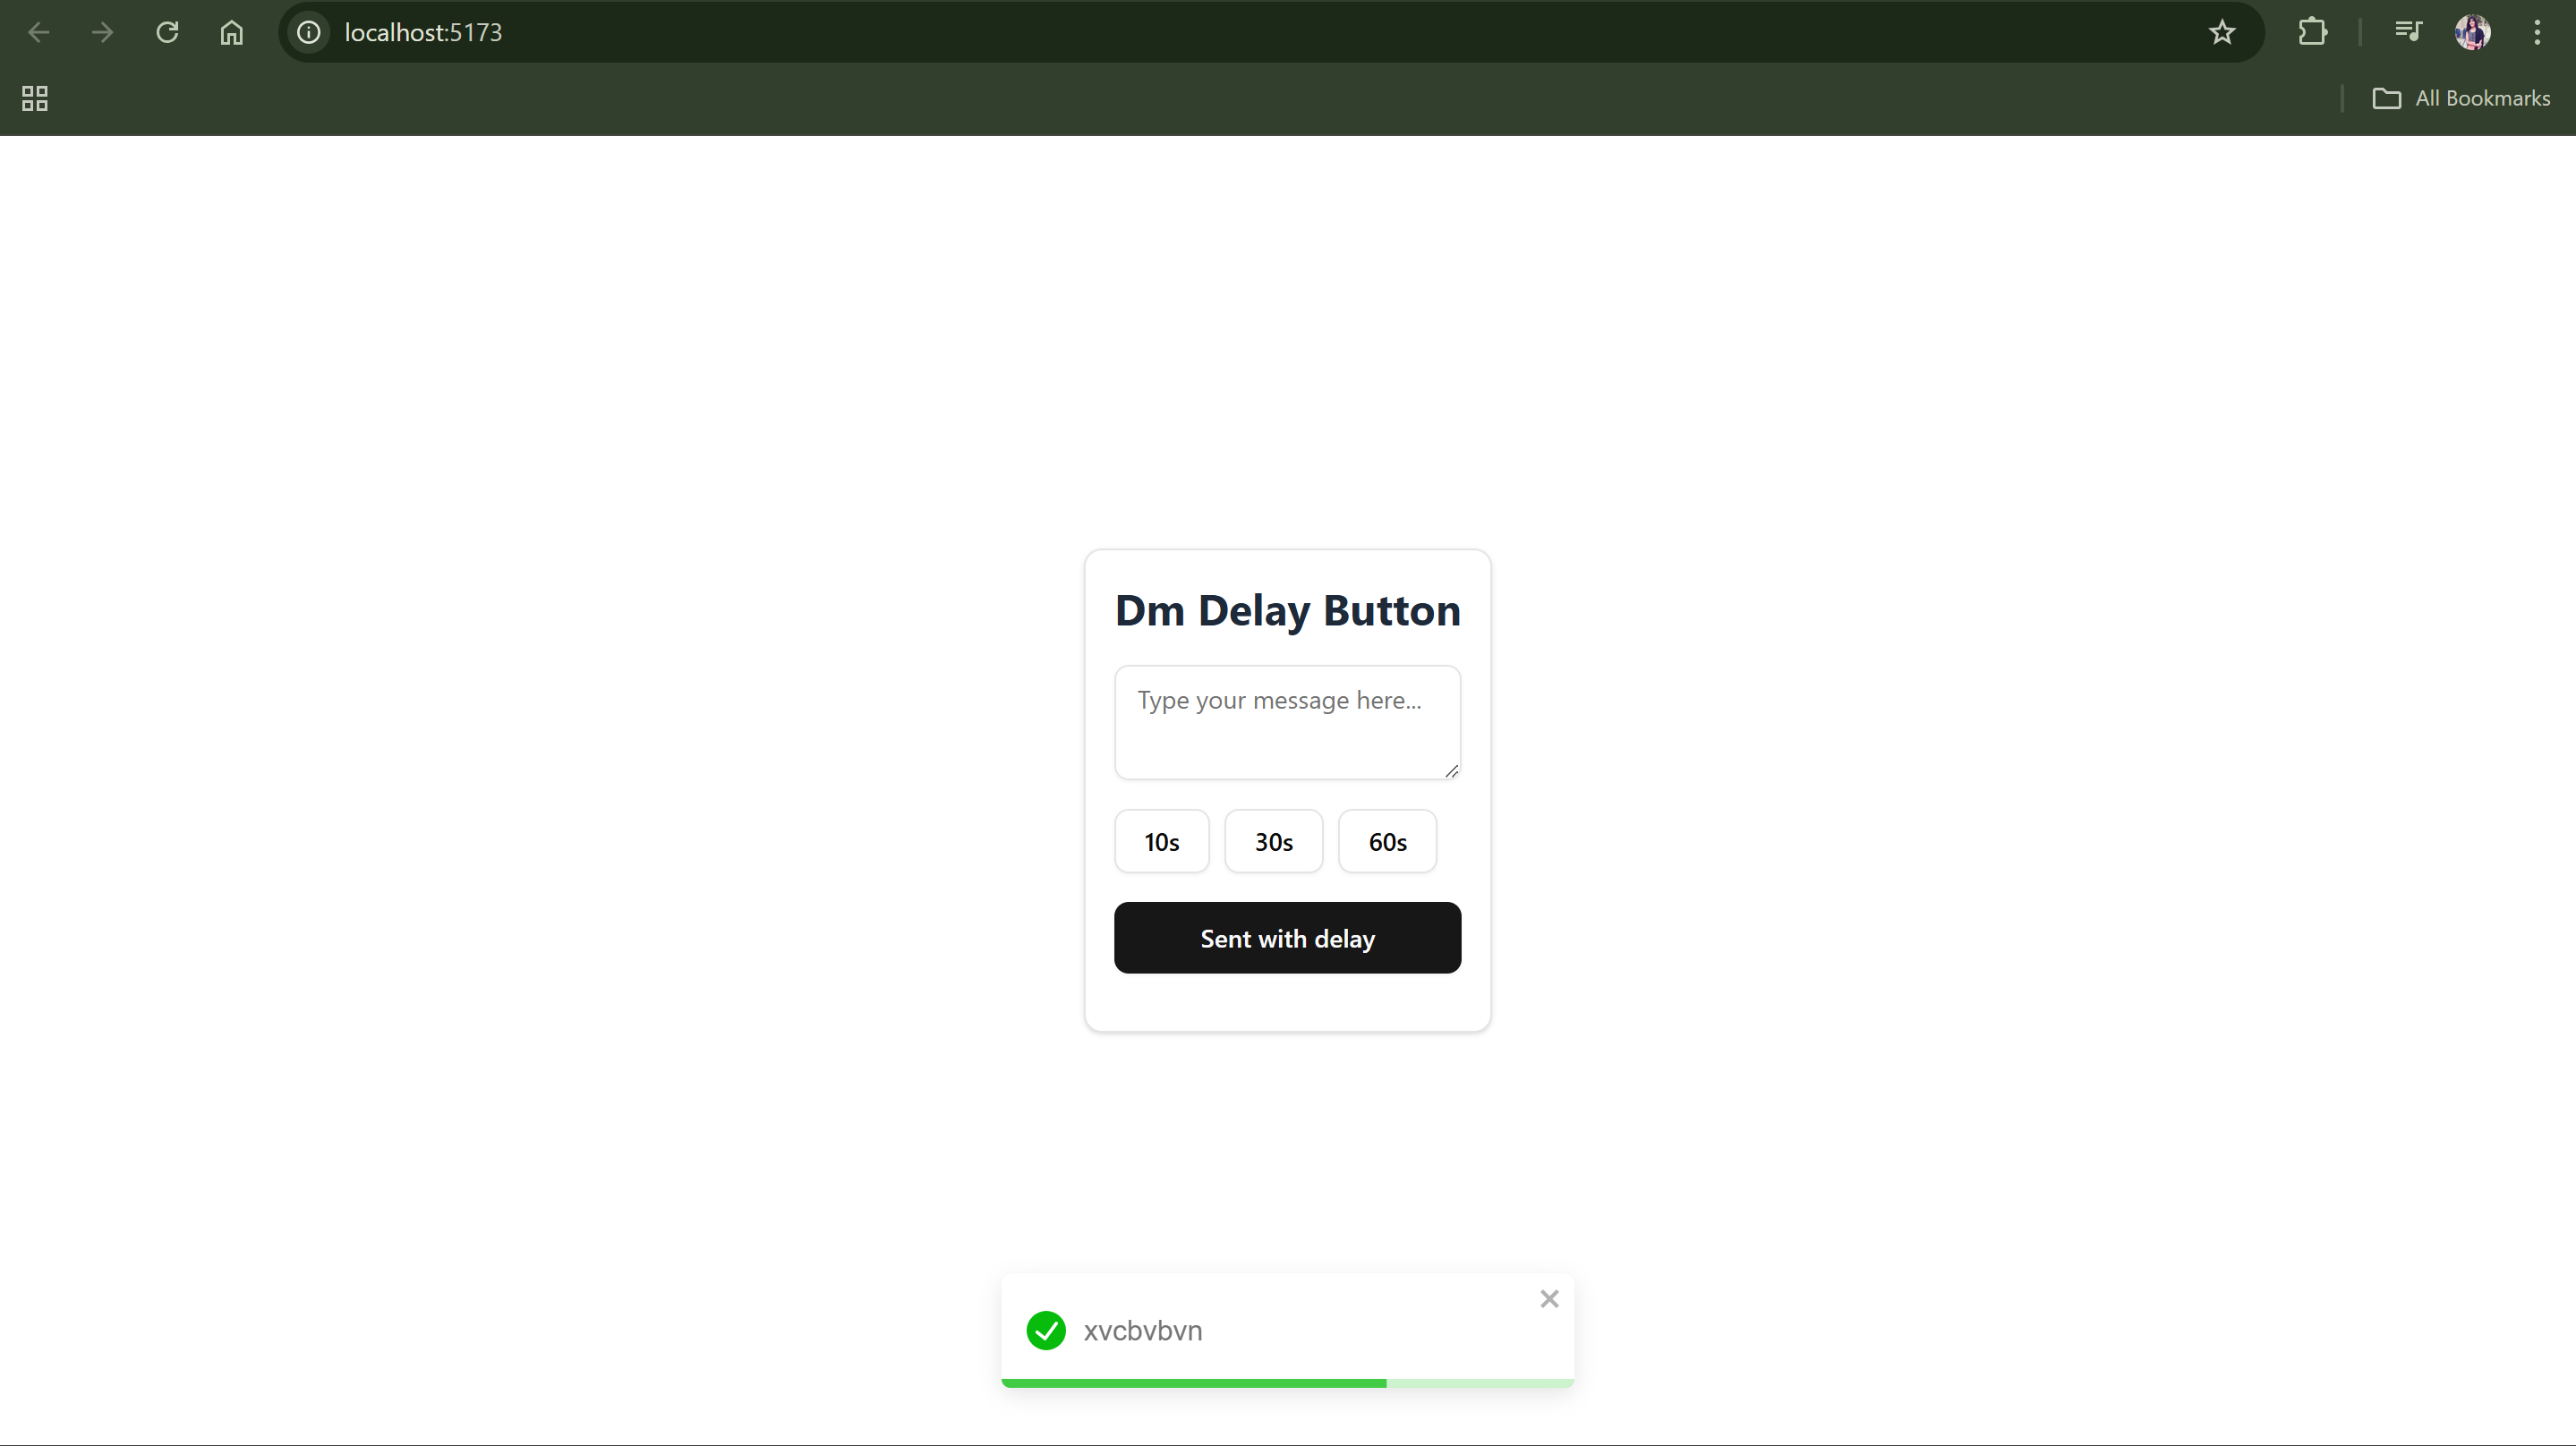 localhost:5173
All Bookmarks
Dm Delay Button
Type your message here...
10s 30s 60s
Sent with delay
xvcbvbvn